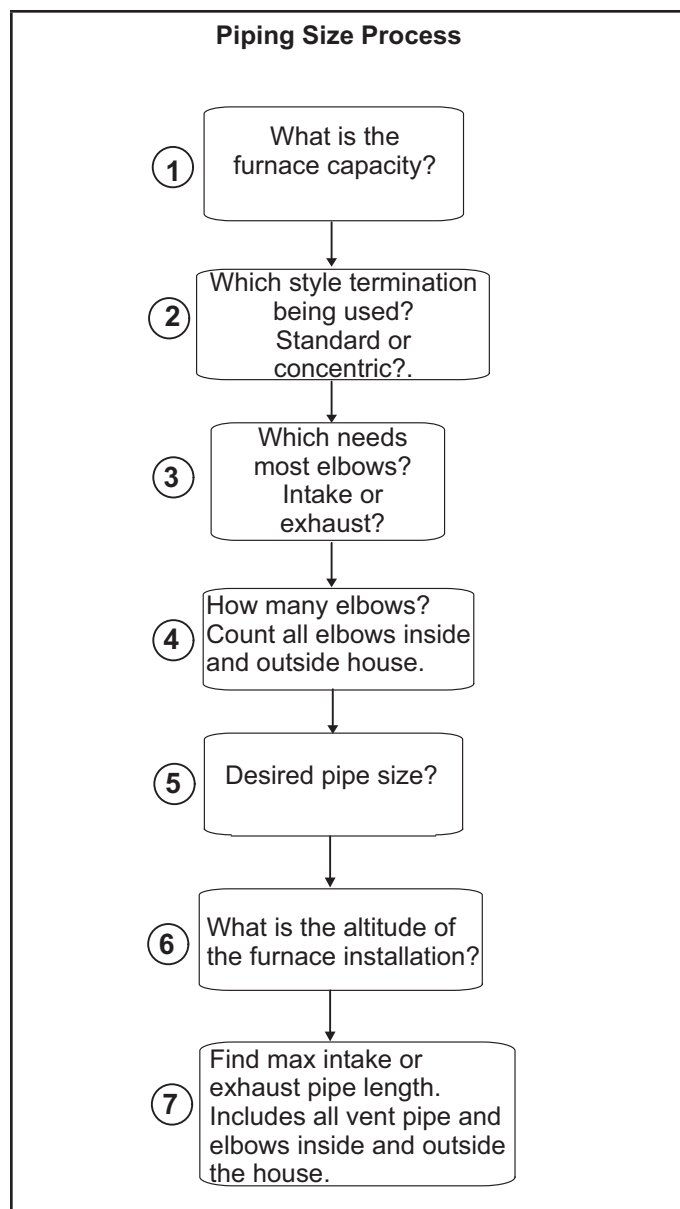 Piping Size Process
1
What is the
furnace capacity?
2
Which style termination
being used?
Standard or
concentric?.
3
Which needs
most elbows?
Intake or
exhaust?
4
How many elbows?
Count all elbows inside
and outside house.
5
Desired pipe size?
6
What is the altitude of
the furnace installation?
7
Find max intake or
exhaust pipe length.
Includes all vent pipe and
elbows inside and outside
the house.